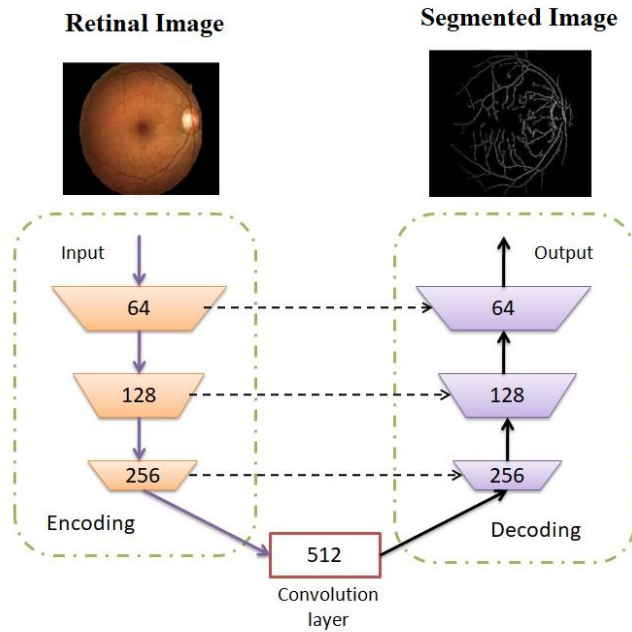 Retinal Image
Segmented Image
Input
Output
64
64
128
128
256
256
Encoding
Decoding
512
Convolution
layer